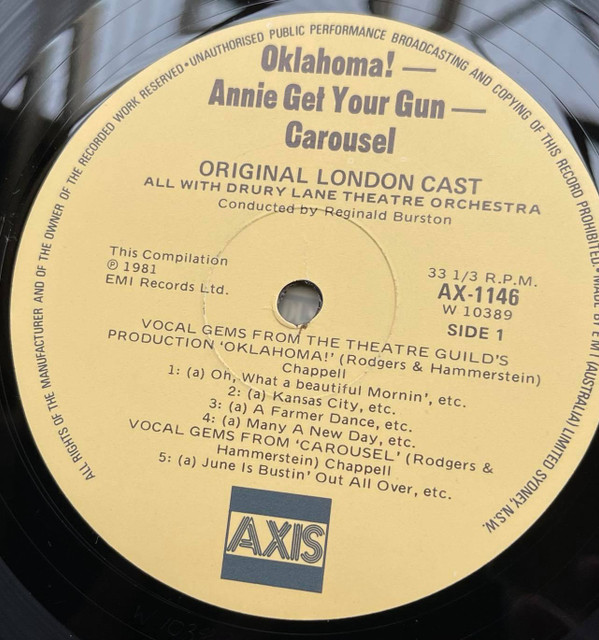 ALL RIGHTS OF THE MANUFACTURER AND OF THE OWNER OF THE RECORDED WORK RESERVED • UNAUTHORISED PUBLIC PERFORMANCE BROADCASTING AND COPYING OF THIS RECORD PROHIBITED. MADE BY E M I (AUSTRALIA) LIMITED SYDNEY, N.S.W.
Oklahoma! —
Annie Get Your Gun —
Carousel
ORIGINAL LONDON CAST
ALL WITH DRURY LANE THEATRE ORCHESTRA
Conducted by Reginald Burston
This Compilation
℗ 1981
EMI Records Ltd.
33 1/3 R.P.M.
AX-1146
W 10389
SIDE 1
VOCAL GEMS FROM THE THEATRE GUILD'S
PRODUCTION 'OKLAHOMA!' (Rodgers & Hammerstein)
Chappell
1: (a) Oh, What a beautiful Mornin', etc.
2: (a) Kansas City, etc.
3: (a) A Farmer Dance, etc.
4: (a) Many A New Day, etc.
VOCAL GEMS FROM 'CAROUSEL' (Rodgers &
Hammerstein) Chappell
5: (a) June Is Bustin' Out All Over, etc.
AXIS